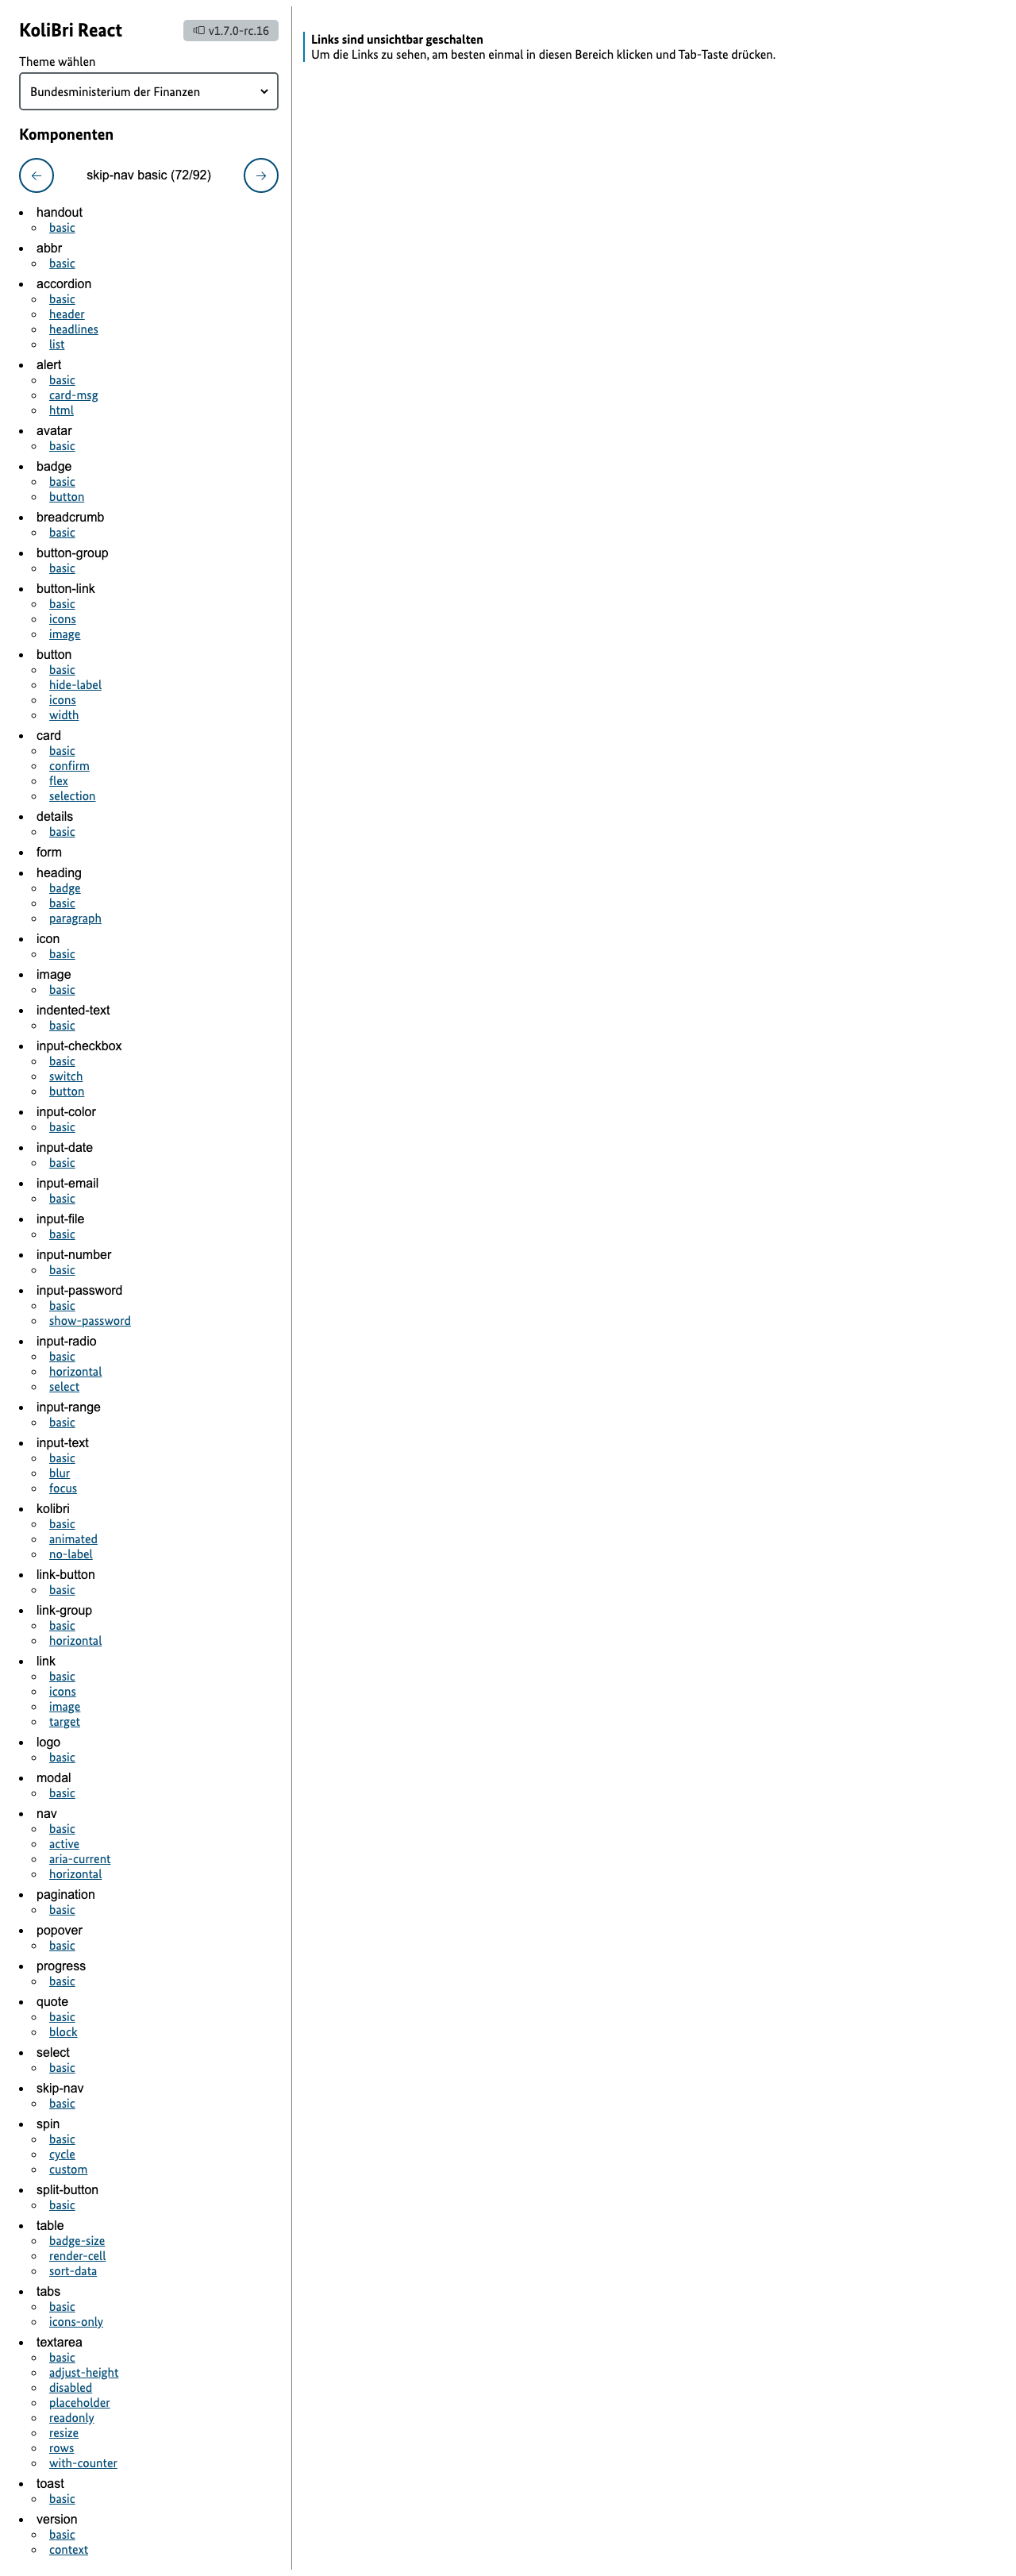 KoliBri React
v1.7.0-rc.16
Theme wählen
Bundesministerium der Finanzen
Komponenten
skip-nav basic (72/92)
handout
basic
abbr
basic
accordion
basic
header
headlines
list
alert
basic
card-msg
html
avatar
basic
badge
basic
button
breadcrumb
basic
button-group
basic
button-link
basic
icons
image
button
basic
hide-label
icons
width
card
basic
confirm
flex
selection
details
basic
form
heading
badge
basic
paragraph
icon
basic
image
basic
indented-text
basic
input-checkbox
basic
switch
button
input-color
basic
input-date
basic
input-email
basic
input-file
basic
input-number
basic
input-password
basic
show-password
input-radio
basic
horizontal
select
input-range
basic
input-text
basic
blur
focus
kolibri
basic
animated
no-label
link-button
basic
link-group
basic
horizontal
link
basic
icons
image
target
logo
basic
modal
basic
nav
basic
active
aria-current
horizontal
pagination
basic
popover
basic
progress
basic
quote
basic
block
select
basic
skip-nav
basic
spin
basic
cycle
custom
split-button
basic
table
badge-size
render-cell
sort-data
tabs
basic
icons-only
textarea
basic
adjust-height
disabled
placeholder
readonly
resize
rows
with-counter
toast
basic
version
basic
context
Links sind unsichtbar geschalten
Um die Links zu sehen, am besten einmal in diesen Bereich klicken und Tab-Taste drücken.